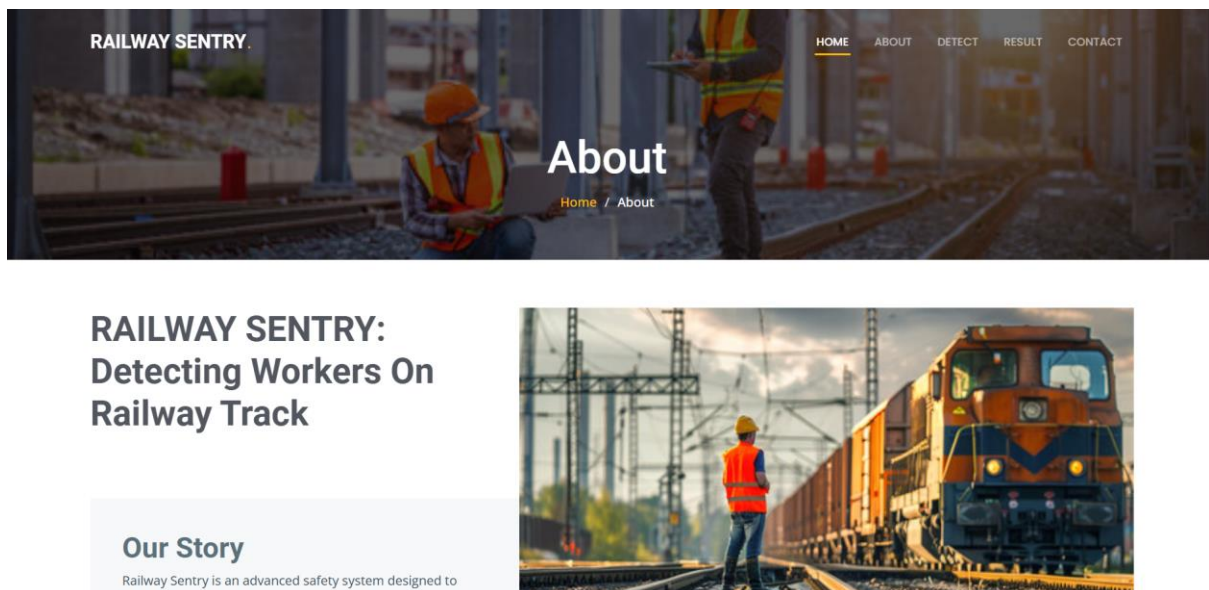 RAILWAY SENTRY.
HOME ABOUT DETECT RESULT CONTACT
About
Home / About
RAILWAY SENTRY:
Detecting Workers On
Railway Track
Our Story
Railway Sentry is an advanced safety system designed to